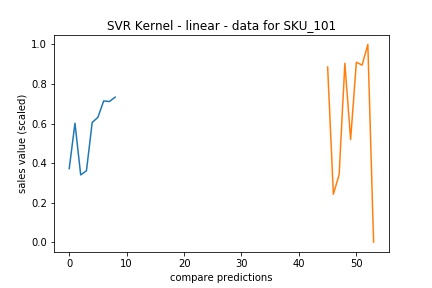 SVR Kernel - linear - data for SKU_101
1.0
0.8
0.6
0.4
0.2
0.0
sales value (scaled)
0 10 20 30 40 50
compare predictions